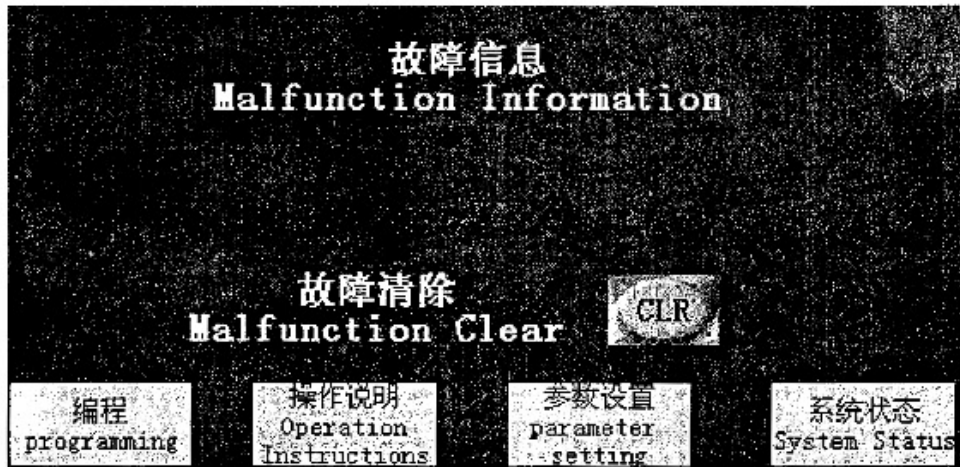 故障信息
Malfunction Information
故障清除
Malfunction Clear
CLR
编程
programming
操作说明
Operation
Instructions
参数设置
parameter
setting
系统状态
System Status